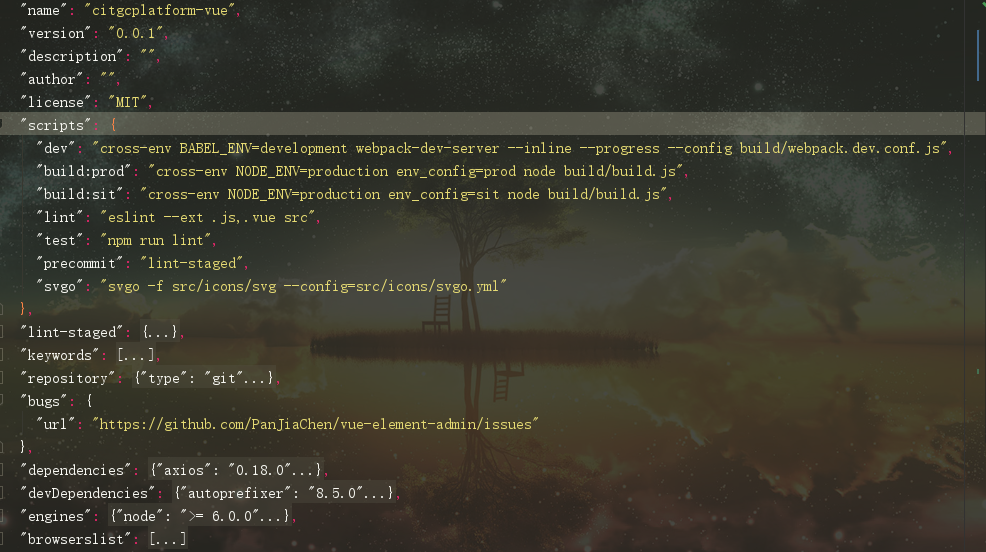 "name": "citgcplatform-vue",
"version": "0.0.1",
"description": "",
"author": "",
"license": "MIT",
"scripts": {
"dev": "cross-env BABEL_ENV=development webpack-dev-server --inline --progress --config build/webpack.dev.conf.js",
"build:prod": "cross-env NODE_ENV=production env_config=prod node build/build.js",
"build:sit": "cross-env NODE_ENV=production env_config=sit node build/build.js",
"lint": "eslint --ext .js,.vue src",
"test": "npm run lint",
"precommit": "lint-staged",
"svgo": "svgo -f src/icons/svg --config=src/icons/svgo.yml"
},
"lint-staged": {...},
"keywords": [...],
"repository": {"type": "git"...},
"bugs": {
"url": "https://github.com/PanJiaChen/vue-element-admin/issues"
},
"dependencies": {"axios": "0.18.0"...},
"devDependencies": {"autoprefixer": "8.5.0"...},
"engines": {"node": ">= 6.0.0"...},
"browserslist": [...]